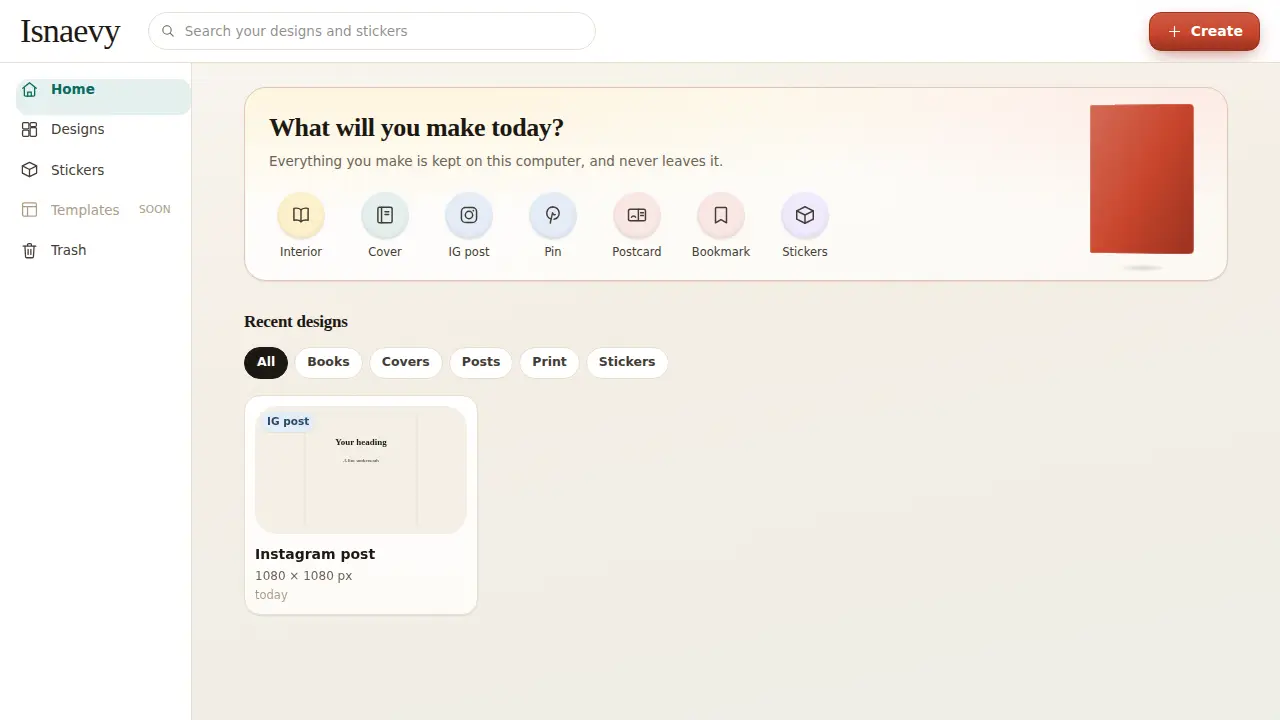 Isnaevy
Search your designs and stickers
Create
Home
Designs
Stickers
Templates SOON
Trash
What will you make today?
Everything you make is kept on this computer, and never leaves it.
Interior
Cover
IG post
Pin
Postcard
Bookmark
Stickers
Recent designs
All
Books
Covers
Posts
Print
Stickers
IG post
Your heading
A line underneath
Instagram post
1080 × 1080 px
today